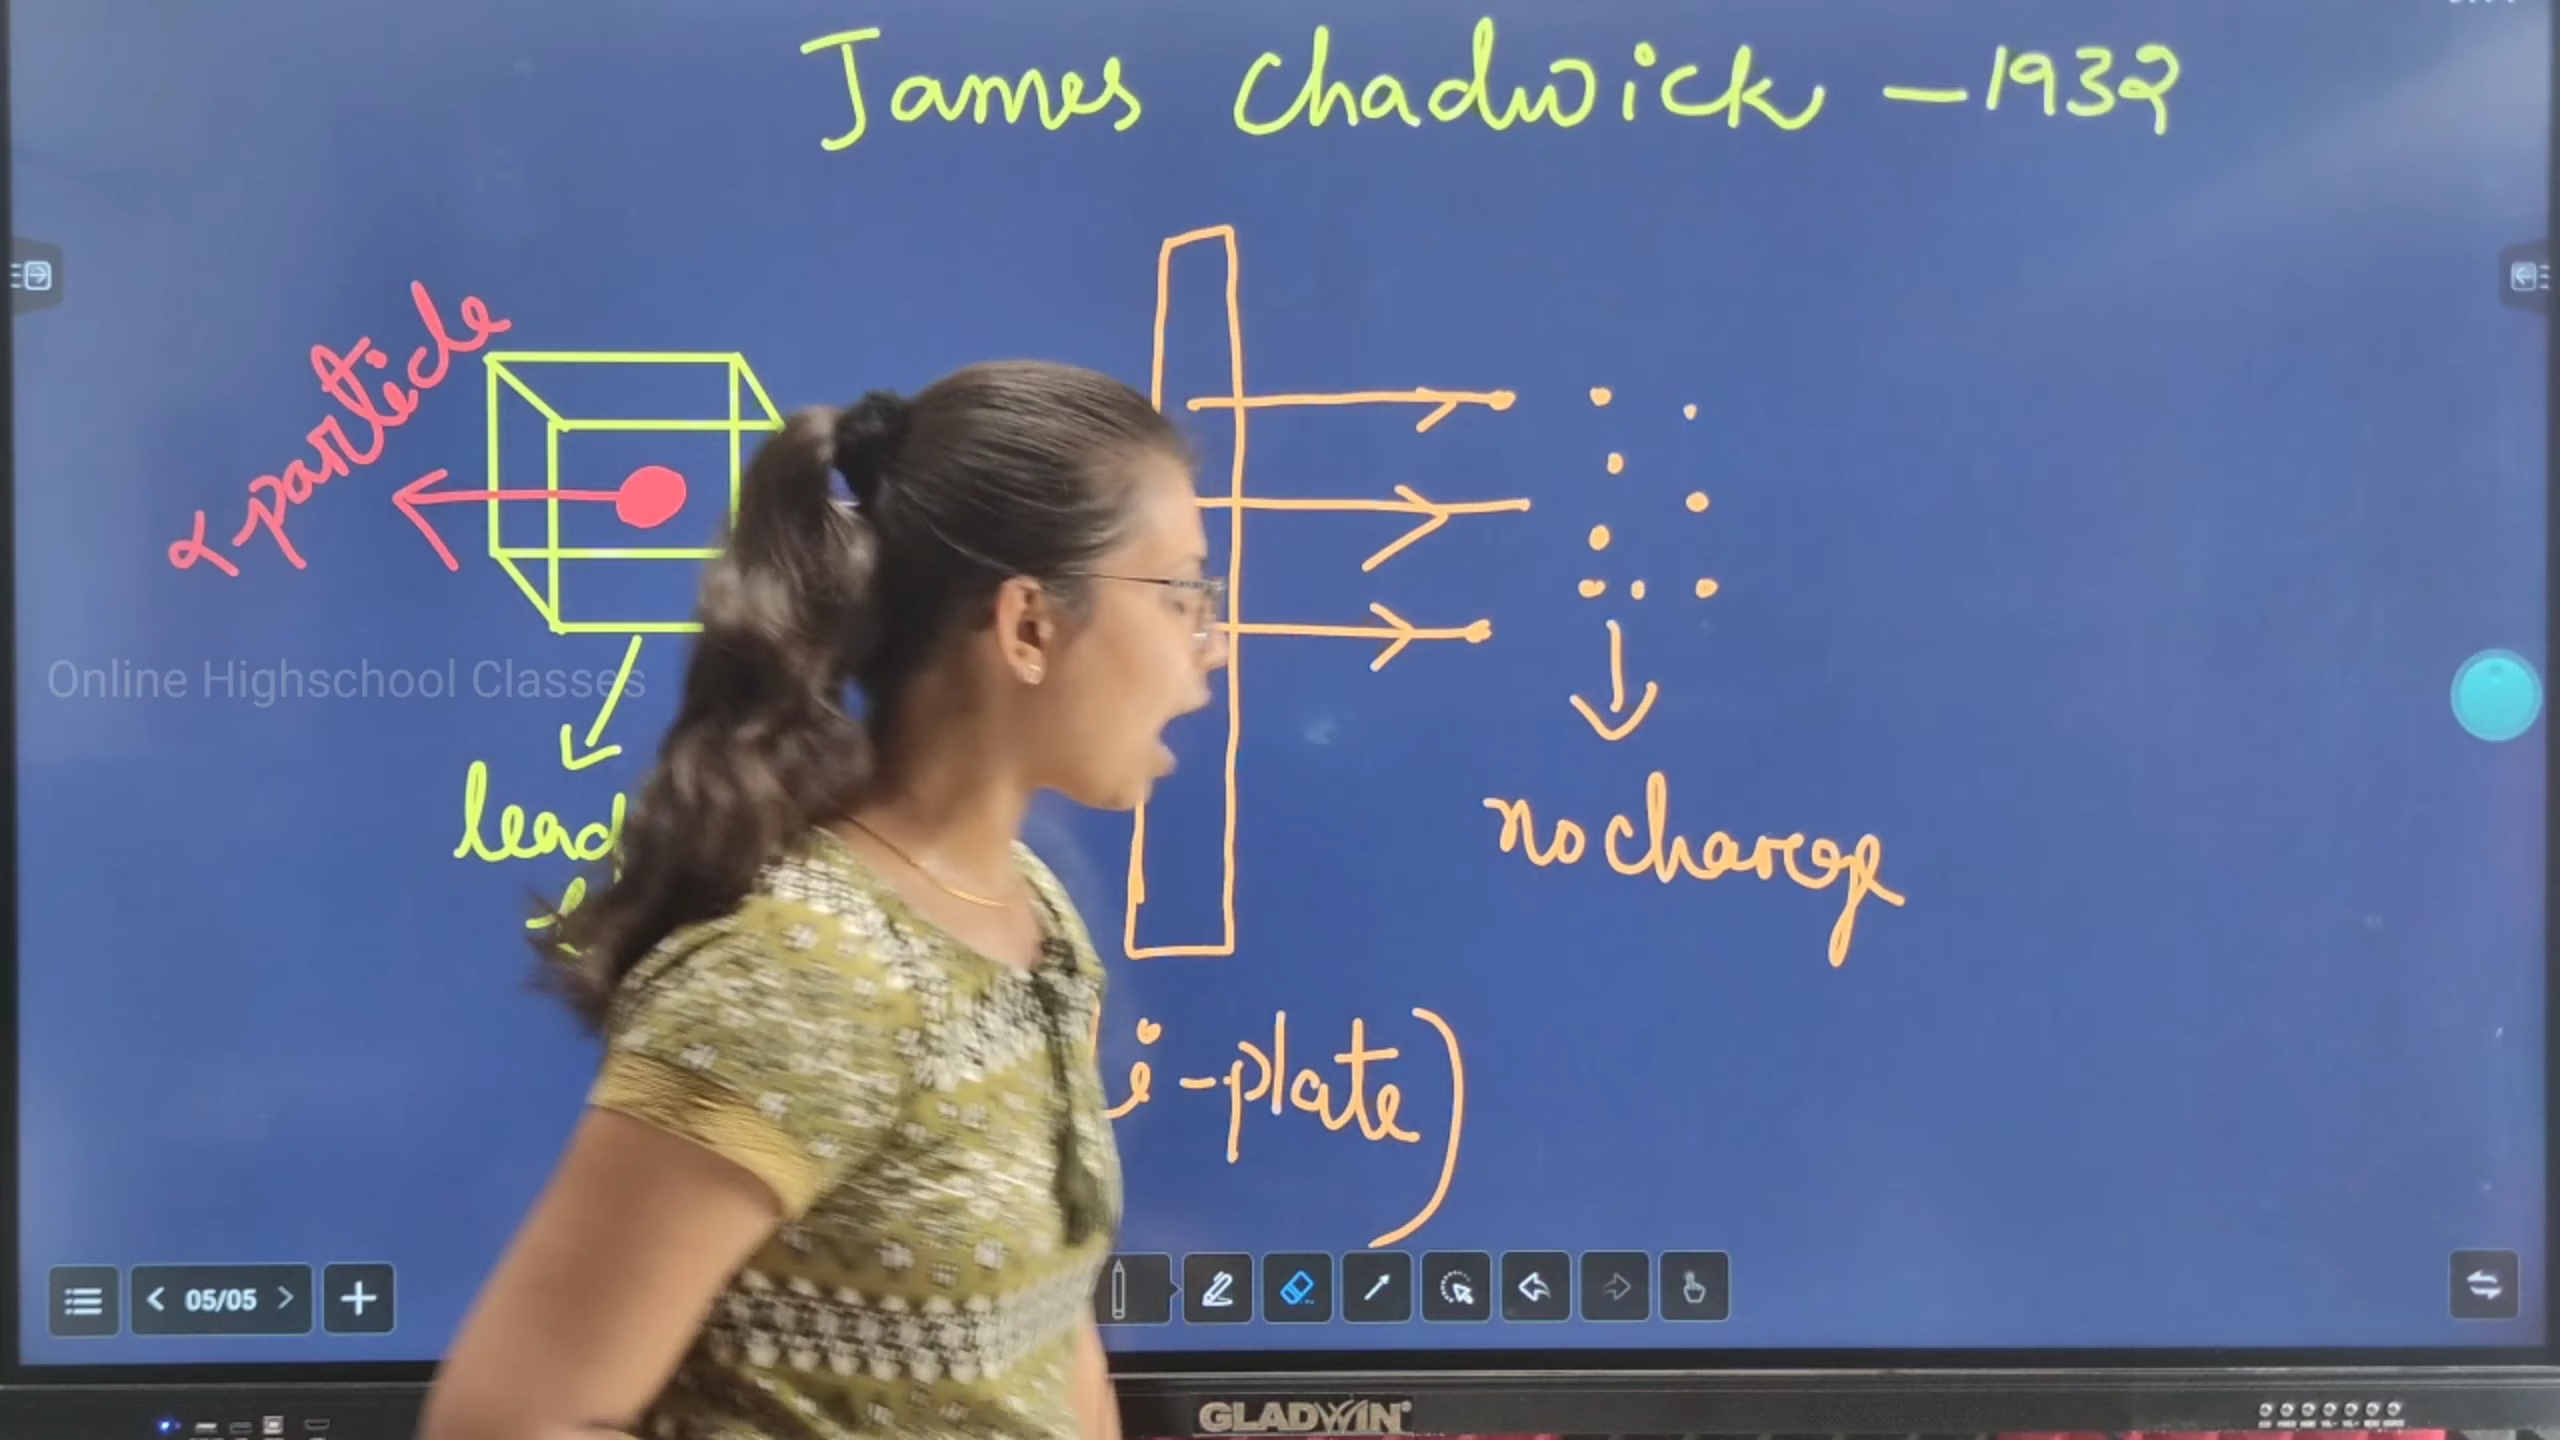 James Chadwick – 1932
α-particle
Online Highschool Classes
lead
no charge
i-plate)
05/05
GLADWIN